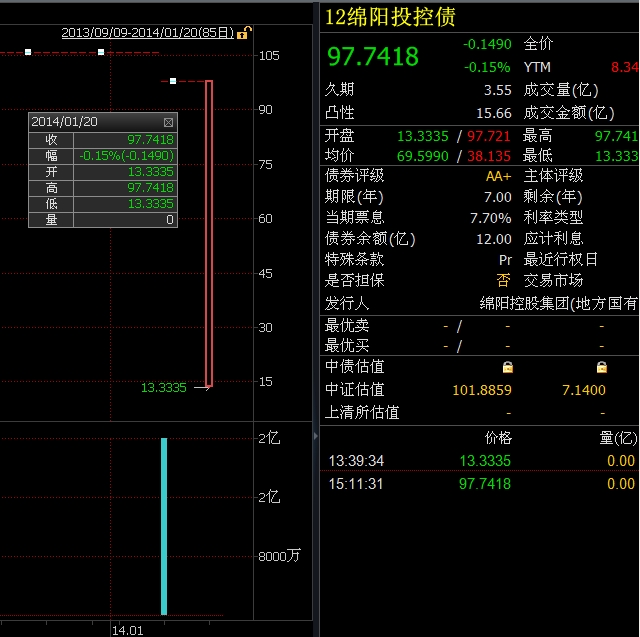 12绵阳投控债
2013/09/09-2014/01/20(85日)
105
90
75
60
45
30
15
2014/01/20
收 97.7418
幅 -0.15%(-0.1490)
开 13.3335
高 97.7418
低 13.3335
量 0
13.3335
2亿
2亿
8000万
14.01
97.7418 -0.1490 全价
-0.15% YTM 8.34
久期 3.55 成交量(亿)
凸性 15.66 成交金额(亿)
开盘 13.3335 / 97.721 最高 97.741
均价 69.5990 / 38.135 最低 13.333
债券评级 AA+ 主体评级
期限(年) 7.00 剩余(年)
当期票息 7.70% 利率类型
债券余额(亿) 12.00 应计利息
特殊条款 Pr 最近行权日
是否担保 否 交易市场
发行人 绵阳控股集团(地方国有
最优卖 - / - -
最优买 - / - -
中债估值
中证估值 101.8859 7.1400
上清所估值 - -
价格 量(亿)
13:39:34 13.3335 0.00
15:11:31 97.7418 0.00